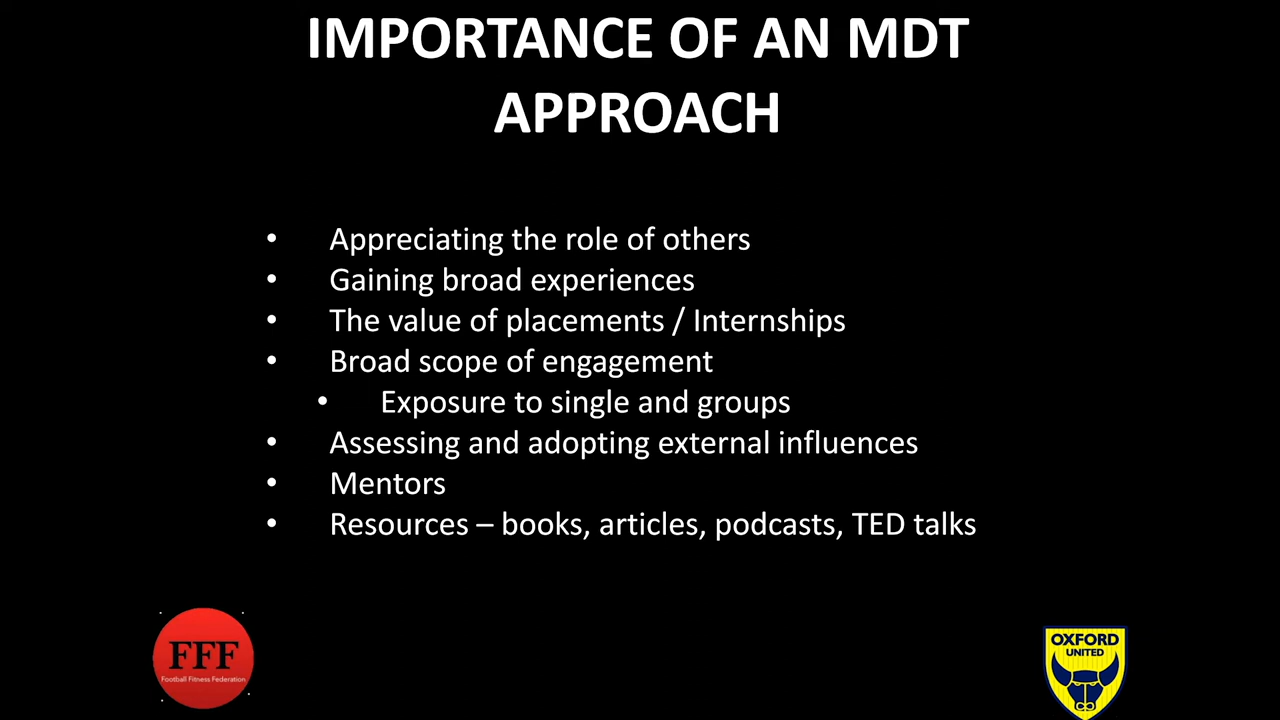 IMPORTANCE OF AN MDT
APPROACH
• Appreciating the role of others
• Gaining broad experiences
• The value of placements / Internships
• Broad scope of engagement
• Exposure to single and groups
• Assessing and adopting external influences
• Mentors
• Resources – books, articles, podcasts, TED talks
FFF
Football Fitness Federation
OXFORD
UNITED